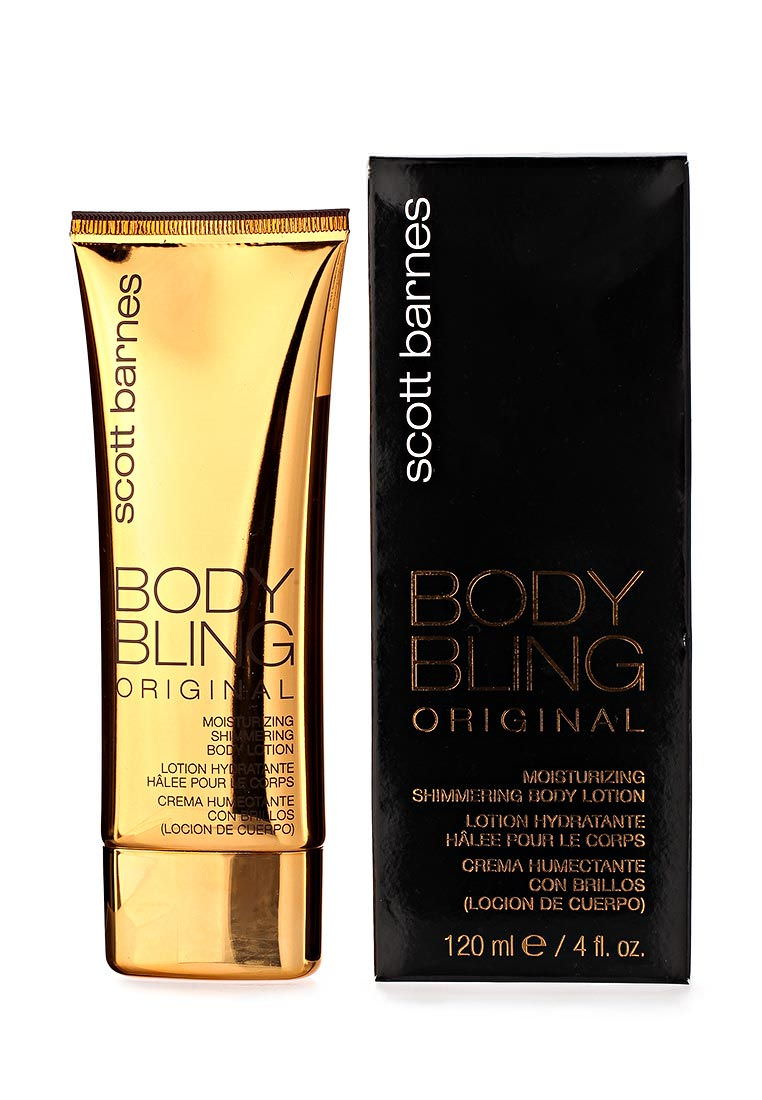 scott barnes
BODY
BLING
ORIGINAL
MOISTURIZING
SHIMMERING
BODY LOTION
LOTION HYDRATANTE
HÂLEE POUR LE CORPS
CREMA HUMEOTANTE
CON BRILLOS
(LOCION DE CUERPO)
scott barnes
BODY
BLING
ORIGINAL
MOISTURIZING
SHIMMERING BODY LOTION
LOTION HYDRATANTE
HÂLEE POUR LE CORPS
CREMA HUMECTANTE
CON BRILLOS
(LOCION DE CUERPO)
120 ml ℮ / 4 fl. oz.